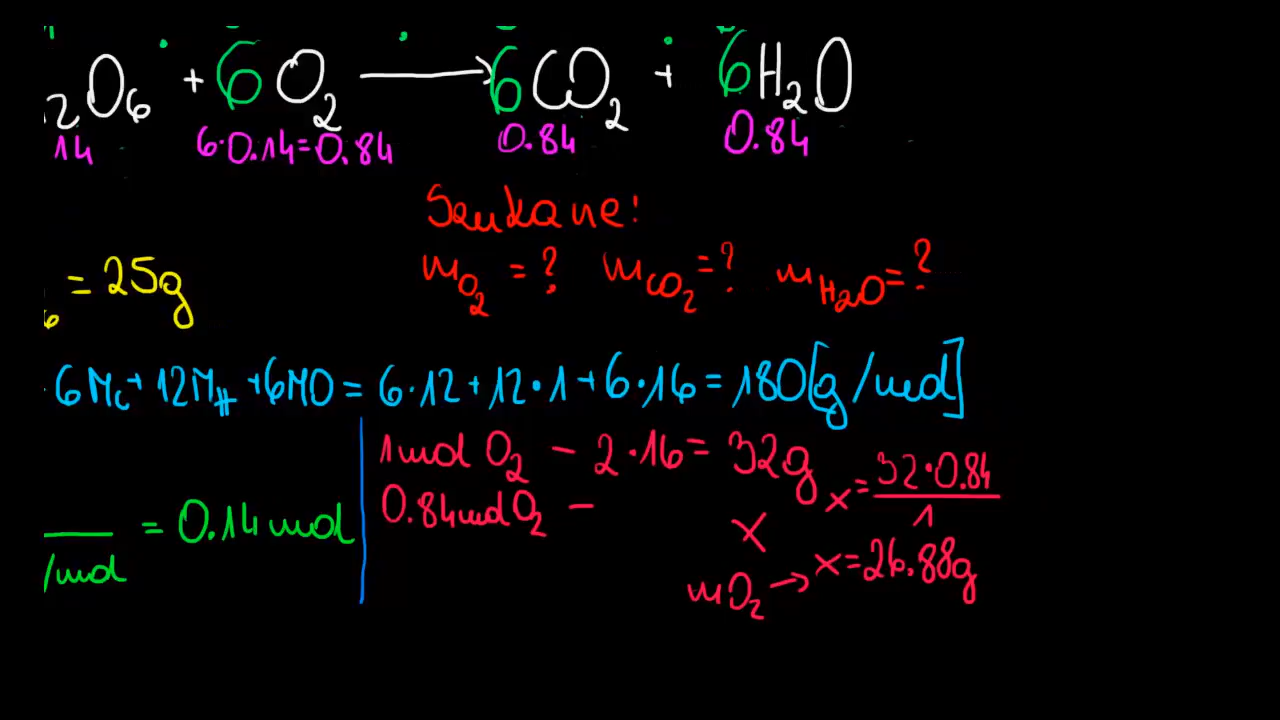 ₂O₆ + 6O₂ → 6CO₂ + 6H₂O
14 6·0.14=0.84 0.84 0.84
Szukane:
mO₂ = ? mCO₂ = ? mH₂O = ?
₆ = 25g
6Mc + 12MH + 6MO = 6·12 + 12·1 + 6·16 = 180[g/mol]
1mol O₂ – 2·16 = 32g
0.84mol O₂ – x
x = 32·0.84 / 1
= 0.14mol
/mol
mO₂ → x = 26.88g